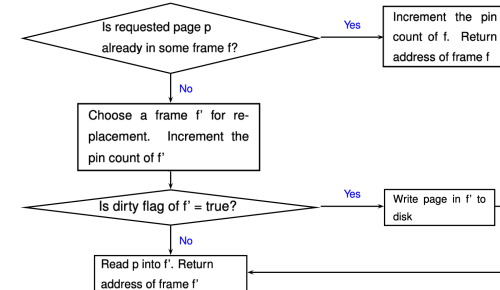 Is requested page p
already in some frame f?
Yes
Increment the pin
count of f. Return
address of frame f
No
Choose a frame f' for re-
placement. Increment the
pin count of f'
Is dirty flag of f' = true?
Yes
Write page in f' to
disk
No
Read p into f'. Return
address of frame f'